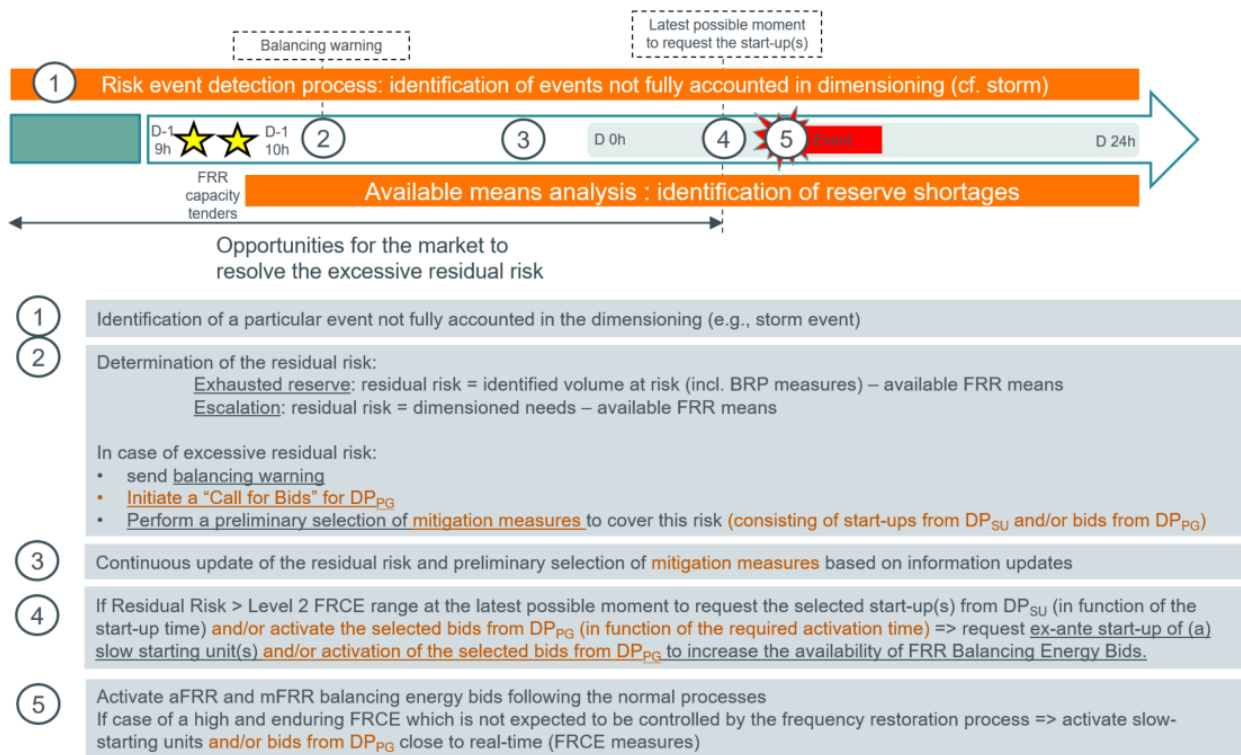 Balancing warning
Latest possible moment
to request the start-up(s)
1 Risk event detection process: identification of events not fully accounted in dimensioning (cf. storm)
D-1
9h
D-1
10h
2
3
D 0h
4
5
Event
D 24h
FRR
capacity
tenders
Available means analysis : identification of reserve shortages
Opportunities for the market to
resolve the excessive residual risk
1
Identification of a particular event not fully accounted in the dimensioning (e.g., storm event)
2
Determination of the residual risk:
Exhausted reserve: residual risk = identified volume at risk (incl. BRP measures) – available FRR means
Escalation: residual risk = dimensioned needs – available FRR means
In case of excessive residual risk:
• send balancing warning
• Initiate a “Call for Bids” for DPPG
• Perform a preliminary selection of mitigation measures to cover this risk (consisting of start-ups from DPSU and/or bids from DPPG)
3
Continuous update of the residual risk and preliminary selection of mitigation measures based on information updates
4
If Residual Risk > Level 2 FRCE range at the latest possible moment to request the selected start-up(s) from DPSU (in function of the
start-up time) and/or activate the selected bids from DPPG (in function of the required activation time) => request ex-ante start-up of (a)
slow starting unit(s) and/or activation of the selected bids from DPPG to increase the availability of FRR Balancing Energy Bids.
5
Activate aFRR and mFRR balancing energy bids following the normal processes
If case of a high and enduring FRCE which is not expected to be controlled by the frequency restoration process => activate slow-
starting units and/or bids from DPPG close to real-time (FRCE measures)